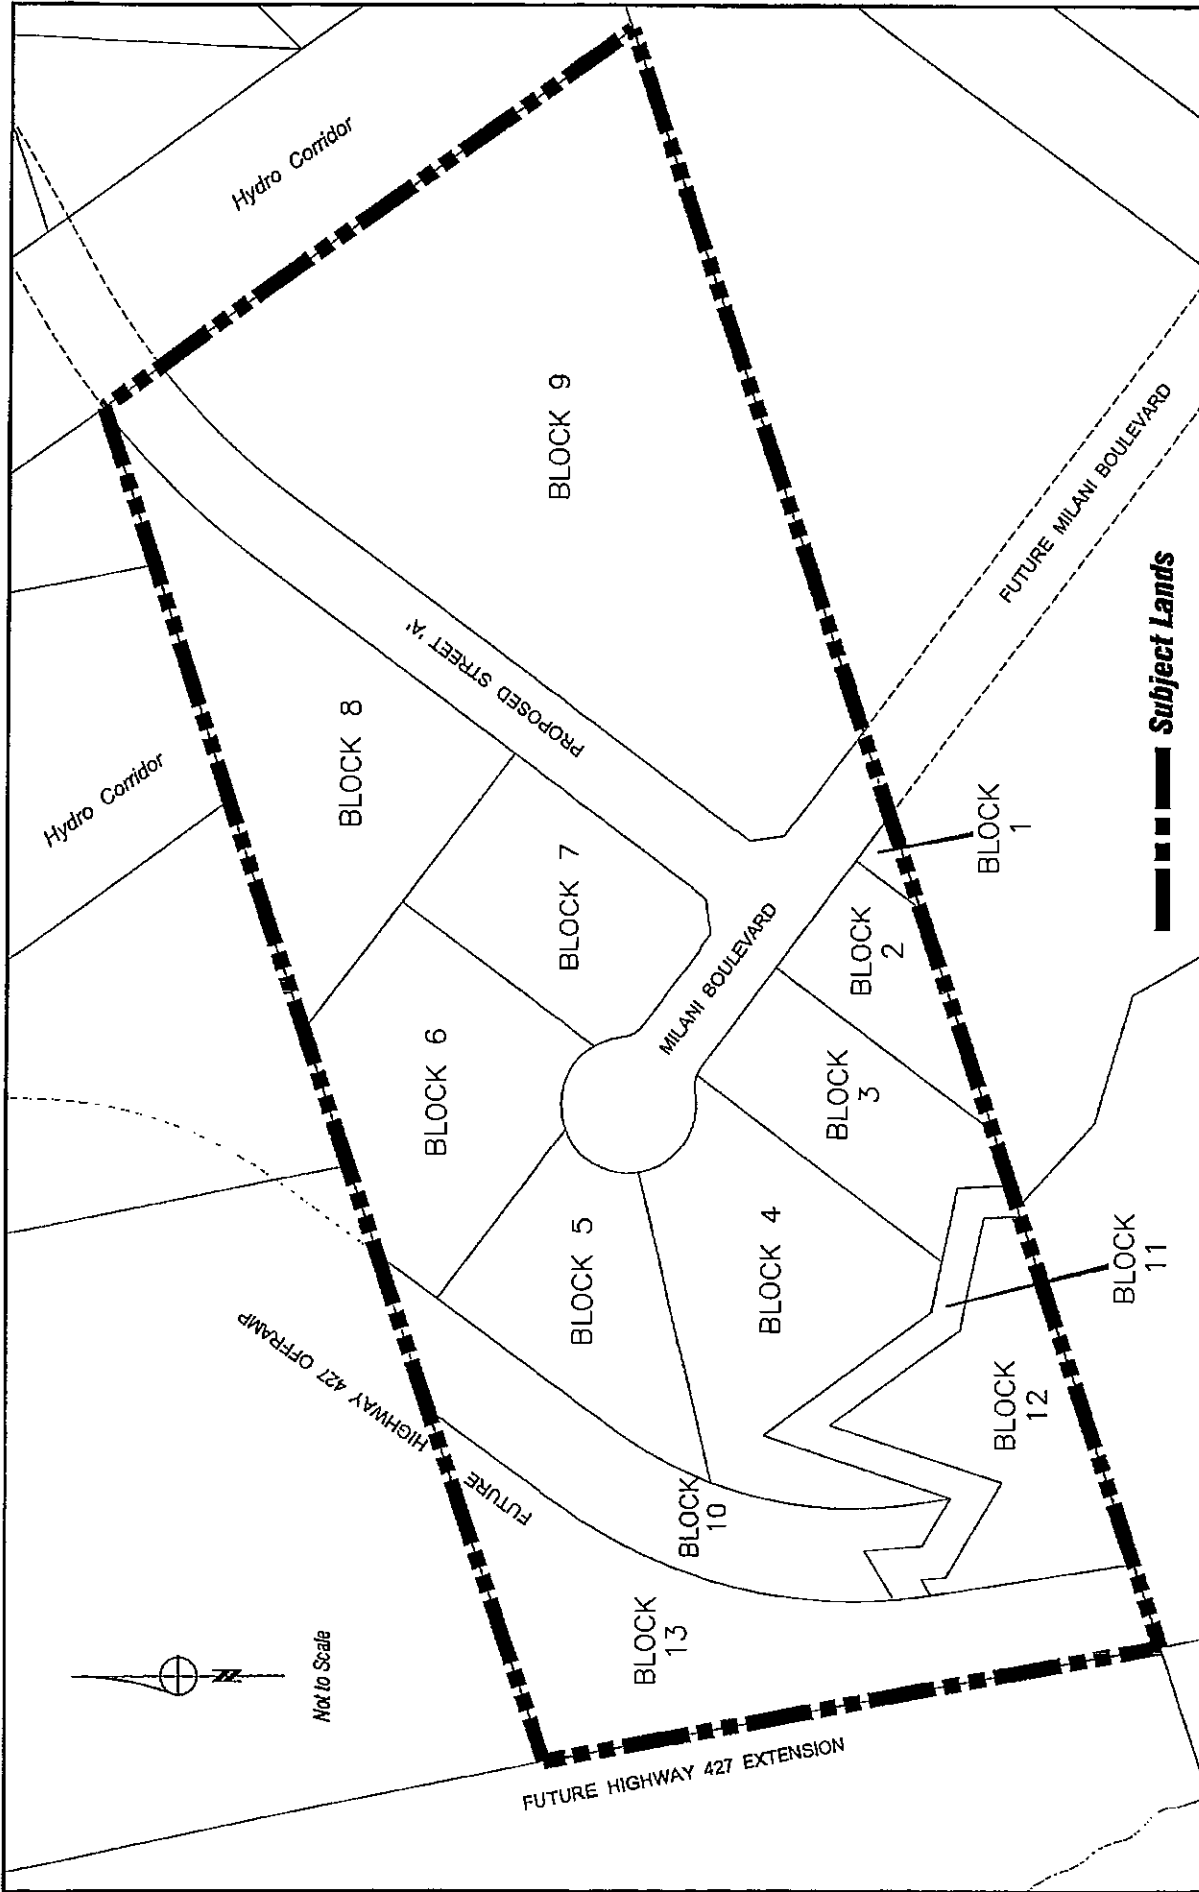 Hydro Corridor
Hydro Corridor
BLOCK 9
PROPOSED STREET 'A'
BLOCK 8
BLOCK 7
BLOCK 6
BLOCK 5
BLOCK 4
BLOCK
3
BLOCK
2
BLOCK
1
MILANI BOULEVARD
FUTURE MILANI BOULEVARD
Subject Lands
BLOCK
11
BLOCK
12
BLOCK
10
BLOCK
13
FUTURE HIGHWAY 427 OFFRAMP
FUTURE HIGHWAY 427 EXTENSION
N
Not to Scale